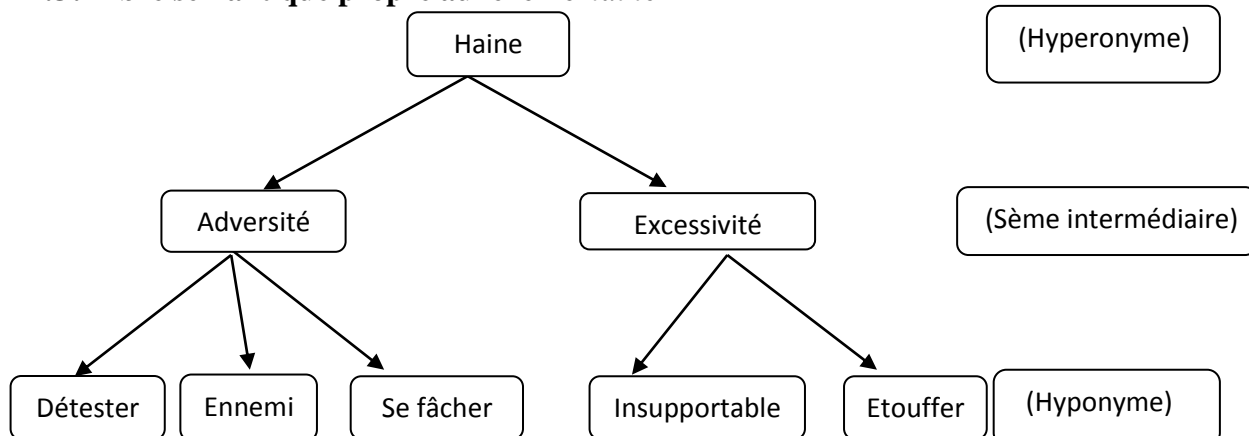 Haine
(Hyperonyme)
Adversité
Excessivité
(Sème intermédiaire)
Détester
Ennemi
Se fâcher
Insupportable
Etouffer
(Hyponyme)